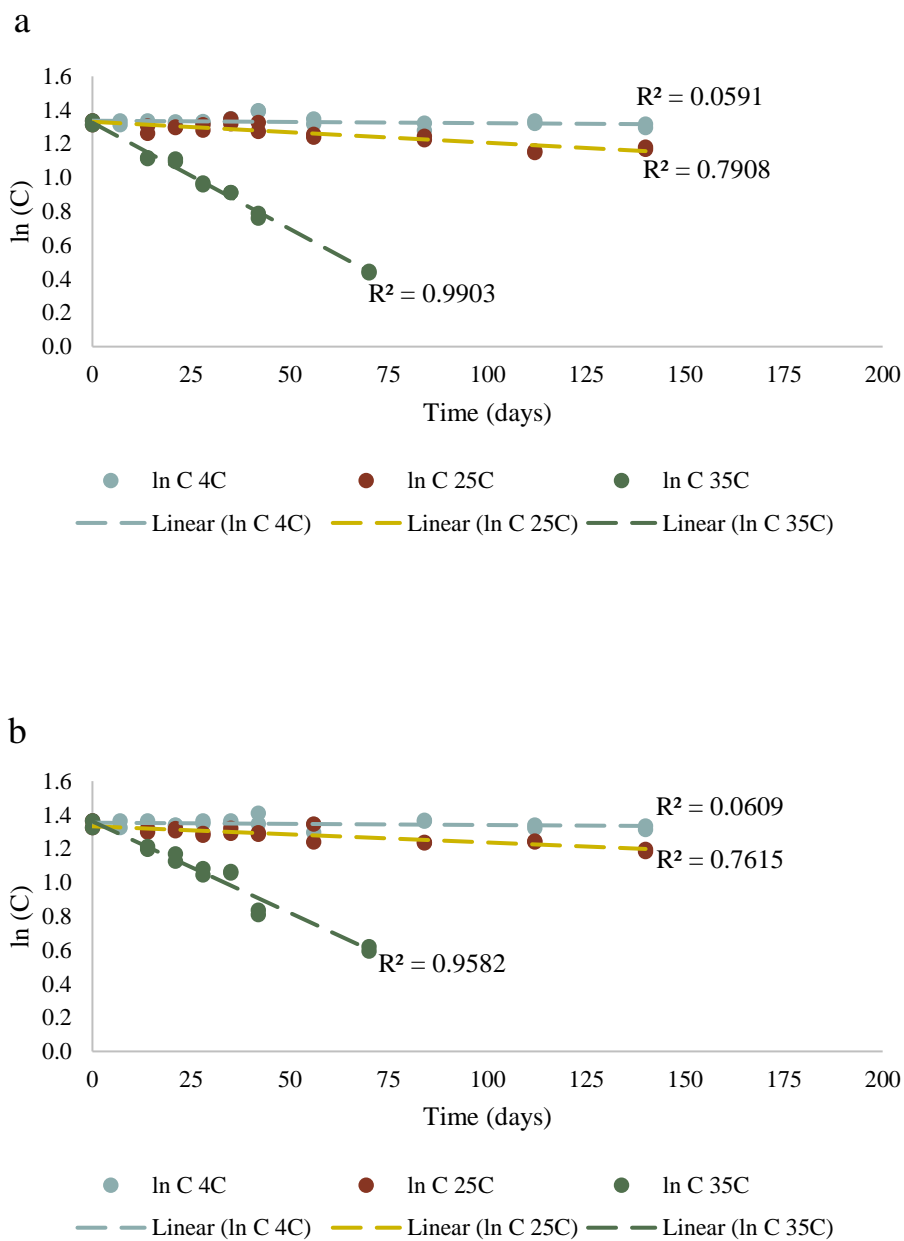 a
1.6
1.4
1.2
1.0
0.8
0.6
0.4
0.2
0.0
ln (C)
R² = 0.0591
R² = 0.7908
R² = 0.9903
0 25 50 75 100 125 150 175 200
Time (days)
ln C 4C ln C 25C ln C 35C
Linear (ln C 4C) Linear (ln C 25C) Linear (ln C 35C)
b
1.6
1.4
1.2
1.0
0.8
0.6
0.4
0.2
0.0
ln (C)
R² = 0.0609
R² = 0.7615
R² = 0.9582
0 25 50 75 100 125 150 175 200
Time (days)
ln C 4C ln C 25C ln C 35C
Linear (ln C 4C) Linear (ln C 25C) Linear (ln C 35C)